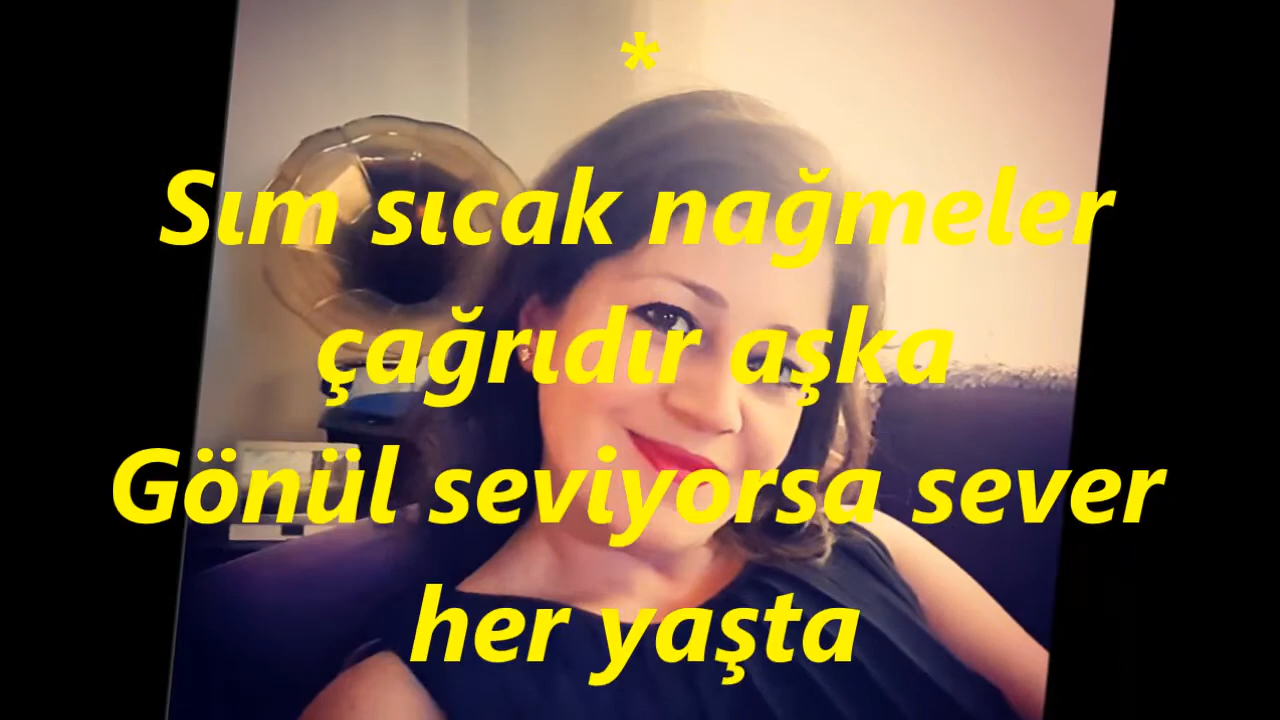 *
Sım sıcak nağmeler
çağrıdır aşka
Gönül seviyorsa sever
her yaşta